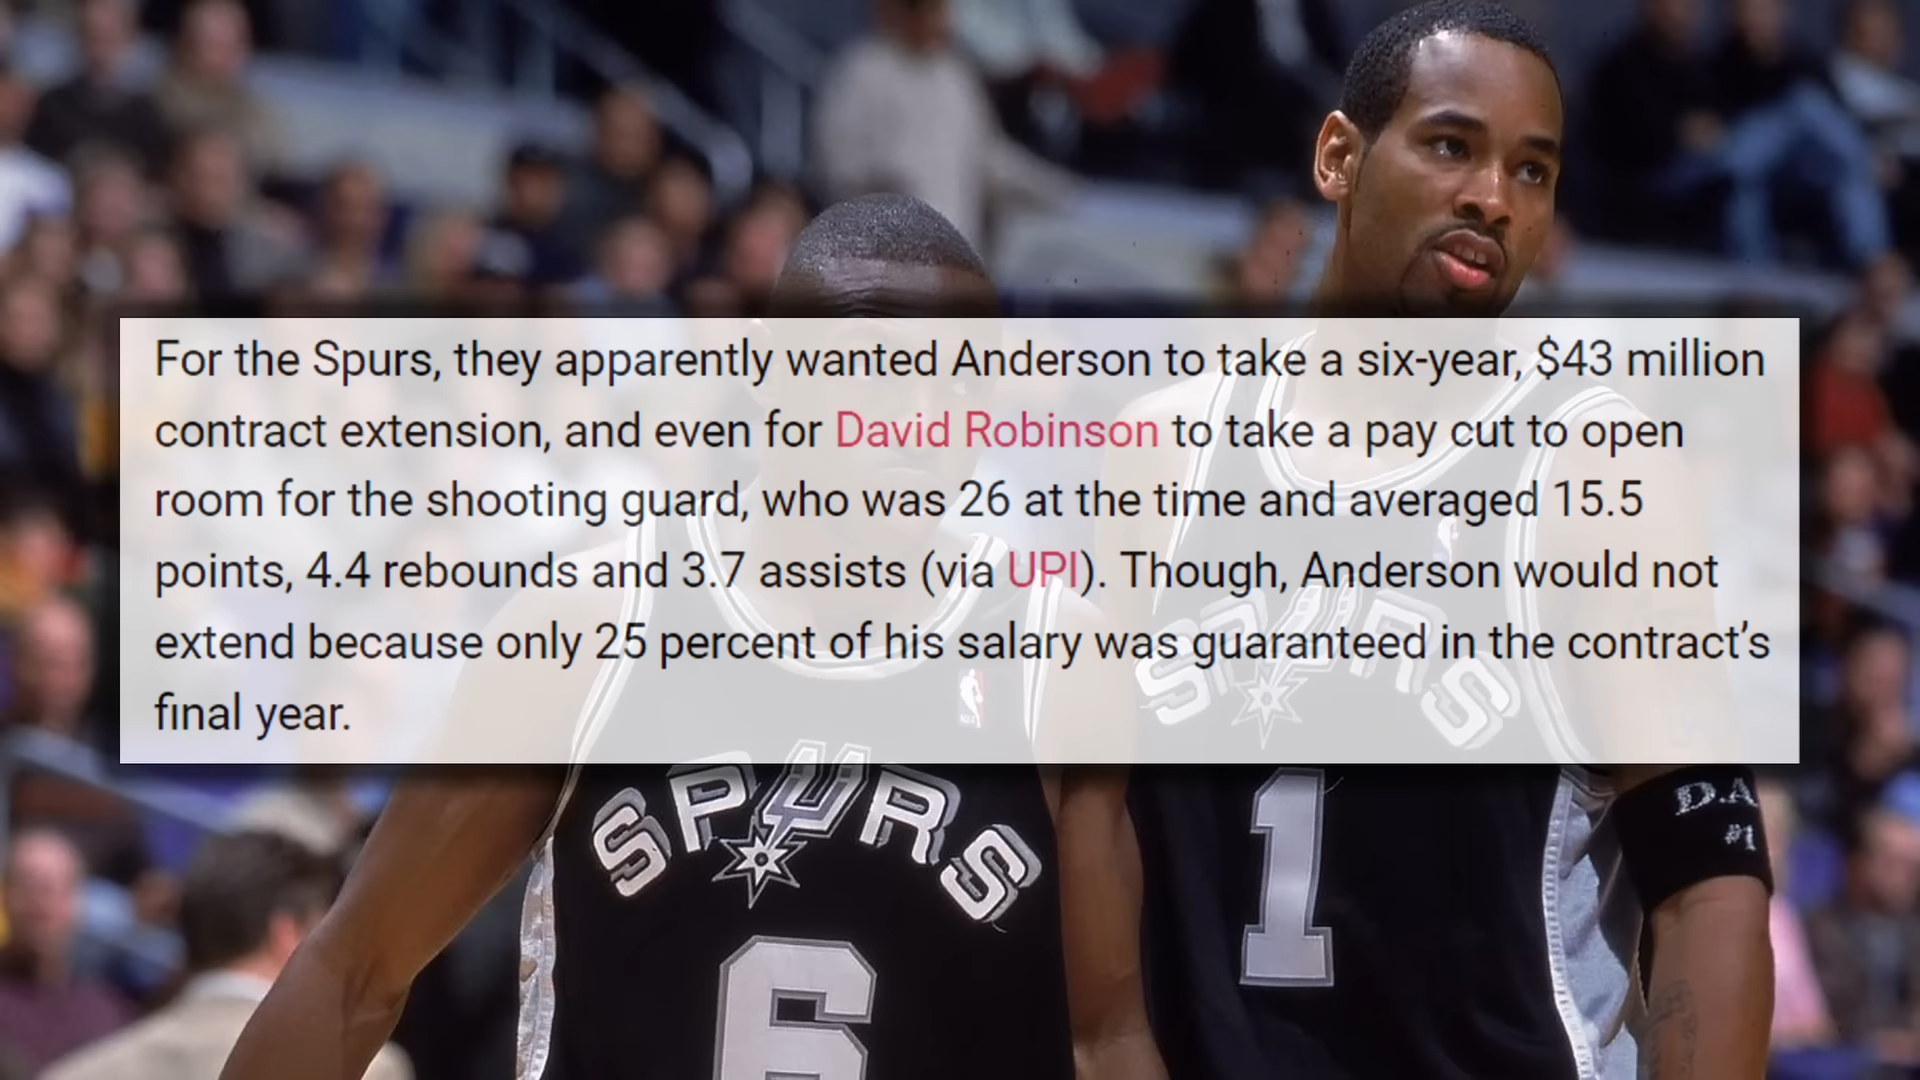 For the Spurs, they apparently wanted Anderson to take a six-year, $43 million
contract extension, and even for David Robinson to take a pay cut to open
room for the shooting guard, who was 26 at the time and averaged 15.5
points, 4.4 rebounds and 3.7 assists (via UPI). Though, Anderson would not
extend because only 25 percent of his salary was guaranteed in the contract’s
final year.
SPURS
SPURS
6
1
D.A
#1